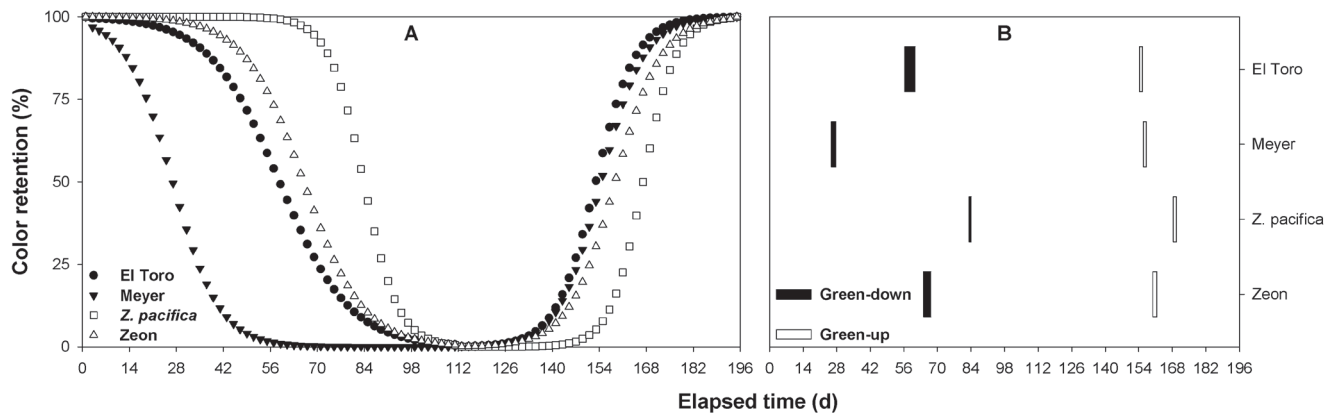 A
B
Color retention (%)
100
75
50
25
0
El Toro
Meyer
Z. pacifica
Zeon
0 14 28 42 56 70 84 98 112 126 140 154 168 182 196
Green-down
Green-up
El Toro
Meyer
Z. pacifica
Zeon
0 14 28 42 56 70 84 98 112 126 140 154 168 182 196
Elapsed time (d)